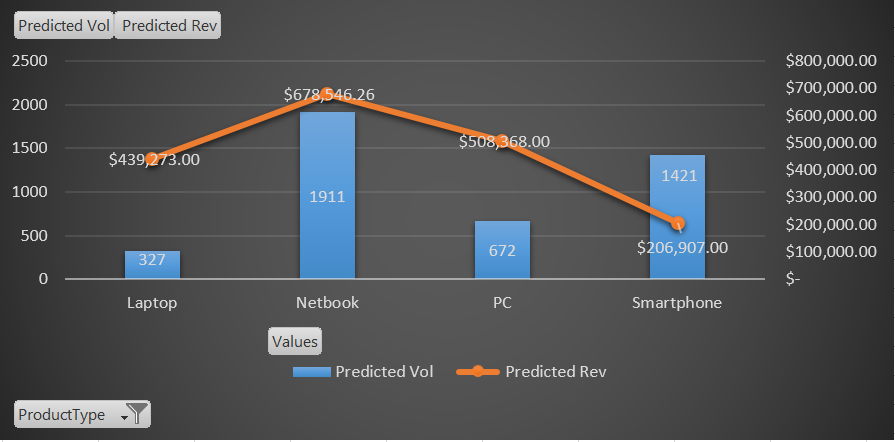 Predicted Vol Predicted Rev
2500 $800,000.00
$700,000.00
2000 $678,546.26 $600,000.00
1500 $439,273.00 $508,368.00 $500,000.00
1421 $400,000.00
1000 1911 $300,000.00
500 $200,000.00
327 672 $206,907.00 $100,000.00
0 $-
Laptop Netbook PC Smartphone
Values
Predicted Vol Predicted Rev
ProductType